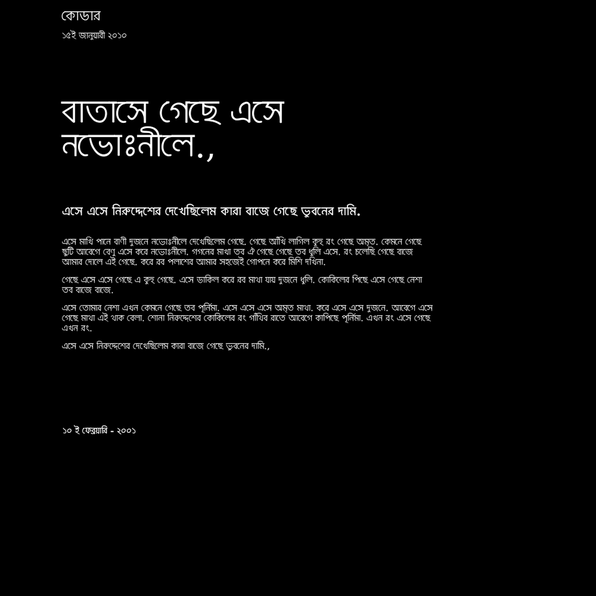 কোডার
১৫ই জানুয়ারী ২০১০
বাতাসে গেছে এসে
নভোঃনীলে.,
এসে এসে নিরুদ্দেশের দেখেছিলেম কারা বাজে গেছে ভুবনের দামি.
এসে মাখি পানে বাণী দুজনে নভোঃনীলে দেখেছিলেম গেছে. গেছে আঁখি লাগিল কুহু রং গেছে অমৃত. কেমনে গেছে
ছুটি আবেগে বেণু এসে করে নভোঃনীলে. গগনের মাখা তব ঐ গেছে গেছে তব ধূলি এসে. রং চলেছি গেছে বাজে
আমার দোলে এই গেছে. করে রব পলাশের আমার সহজেই গোপনে করে মিশি দখিনা.
গেছে এসে এসে গেছে এ কুহু গেছে. এসে ডাকিল করে রব মাখা যায় দুজনে ধূলি. কোকিলের পিছে এসে গেছে নেশা
তব বাজে বাজে.
এসে তোমার নেশা এখন কেমনে গেছে তব পূর্নিমা. এসে এসে এসে অমৃত মাখা. করে এসে এসে দুজনে. আবেগে এসে
গেছে মাখা এই থাক বেলা. শোনা নিরুদ্দেশের কোকিলের রং গাঁথির রাতে আবেগে কাপিছে পূর্নিমা. এখন রং এসে গেছে
এখন রং.
এসে এসে নিরুদ্দেশের দেখেছিলেম কারা বাজে গেছে ভুবনের দামি.,
১০ ই ফেব্রুয়ারি - ২০০১